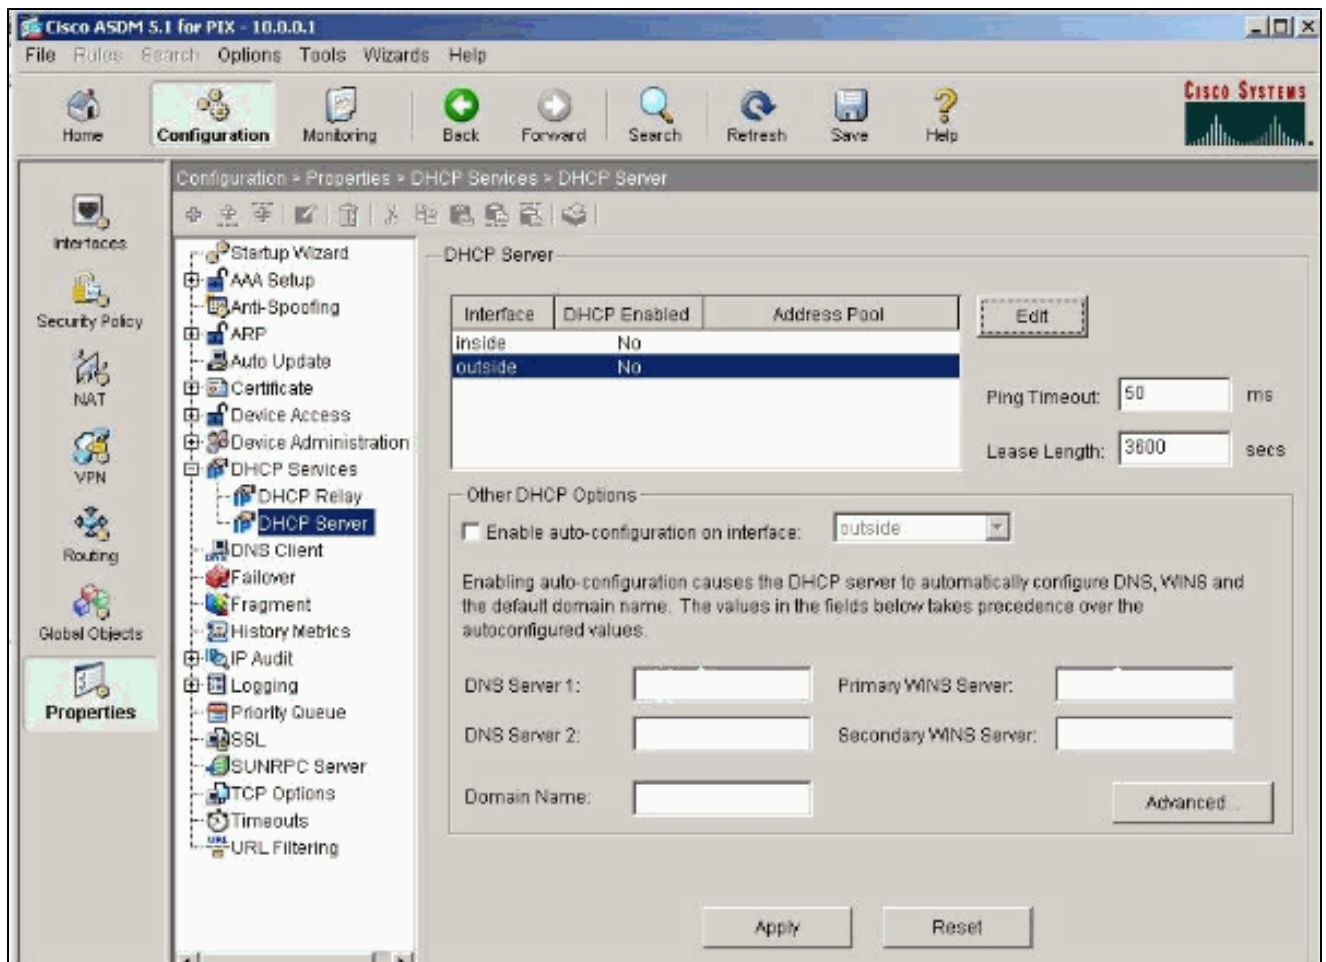 Cisco ASDM 5.1 for PIX - 10.0.0.1
File Rules Search Options Tools Wizards Help
Home Configuration Monitoring Back Forward Search Refresh Save Help
CISCO SYSTEMS
Configuration > Properties > DHCP Services > DHCP Server
Interfaces
Security Policy
NAT
VPN
Routing
Global Objects
Properties
Startup Wizard
AAA Setup
Anti-Spoofing
ARP
Auto Update
Certificate
Device Access
Device Administration
DHCP Services
DHCP Relay
DHCP Server
DNS Client
Failover
Fragment
History Metrics
IP Audit
Logging
Priority Queue
SSL
SUNRPC Server
TCP Options
Timeouts
URL Filtering
DHCP Server
Interface DHCP Enabled Address Pool
inside No
outside No
Edit
Ping Timeout: 50 ms
Lease Length: 3600 secs
Other DHCP Options
Enable auto-configuration on interface: outside
Enabling auto-configuration causes the DHCP server to automatically configure DNS, WINS and
the default domain name. The values in the fields below takes precedence over the
autoconfigured values.
DNS Server 1: Primary WINS Server:
DNS Server 2: Secondary WINS Server:
Domain Name: Advanced...
Apply Reset